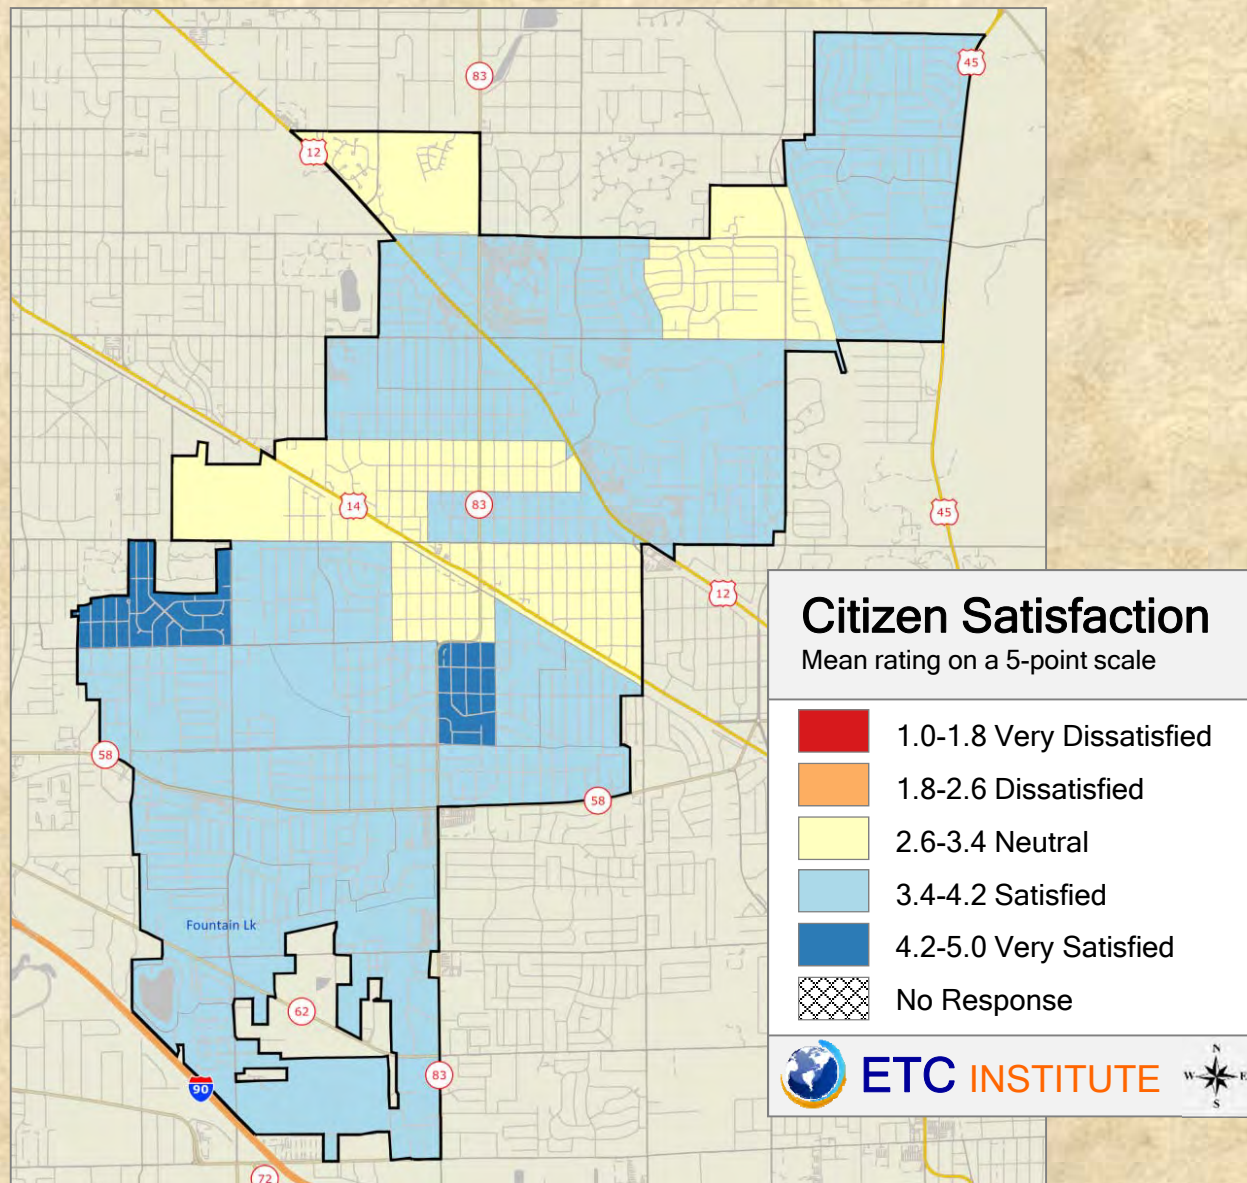 45
83
12
14
83
45
12
58
58
Fountain Lk
62
83
90
72
Citizen Satisfaction
Mean rating on a 5-point scale
1.0-1.8 Very Dissatisfied
1.8-2.6 Dissatisfied
2.6-3.4 Neutral
3.4-4.2 Satisfied
4.2-5.0 Very Satisfied
No Response
ETC INSTITUTE
N
W E
S